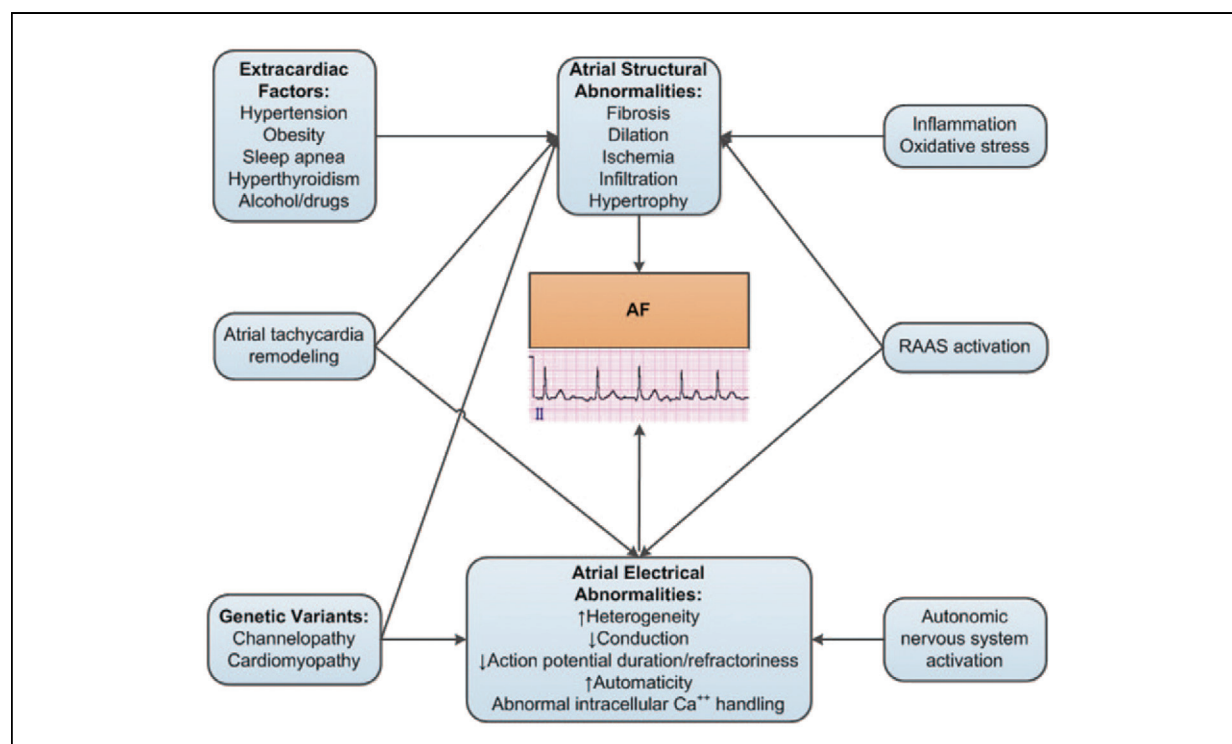 Extracardiac
Factors:
Hypertension
Obesity
Sleep apnea
Hyperthyroidism
Alcohol/drugs
Atrial Structural
Abnormalities:
Fibrosis
Dilation
Ischemia
Infiltration
Hypertrophy
Inflammation
Oxidative stress
Atrial tachycardia
remodeling
AF
II
RAAS activation
Genetic Variants:
Channelopathy
Cardiomyopathy
Atrial Electrical
Abnormalities:
↑Heterogeneity
↓Conduction
↓Action potential duration/refractoriness
↑Automaticity
Abnormal intracellular Ca⁺⁺ handling
Autonomic
nervous system
activation